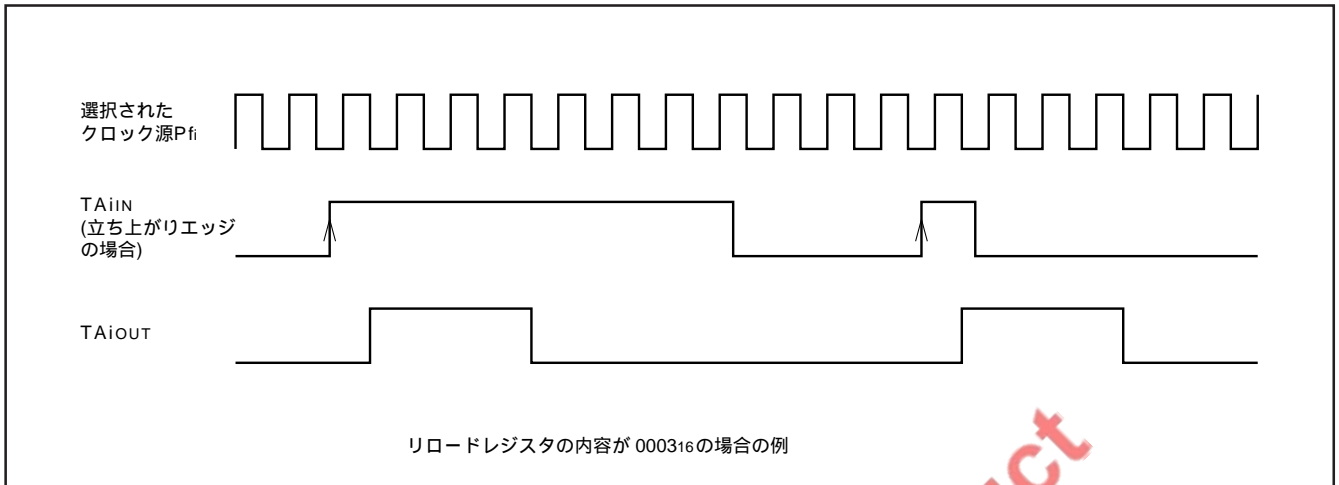 選択された
クロック源Pfi
TAiIN
(立ち上がりエッジ
の場合)
TAiOUT
リロードレジスタの内容が 000316の場合の例